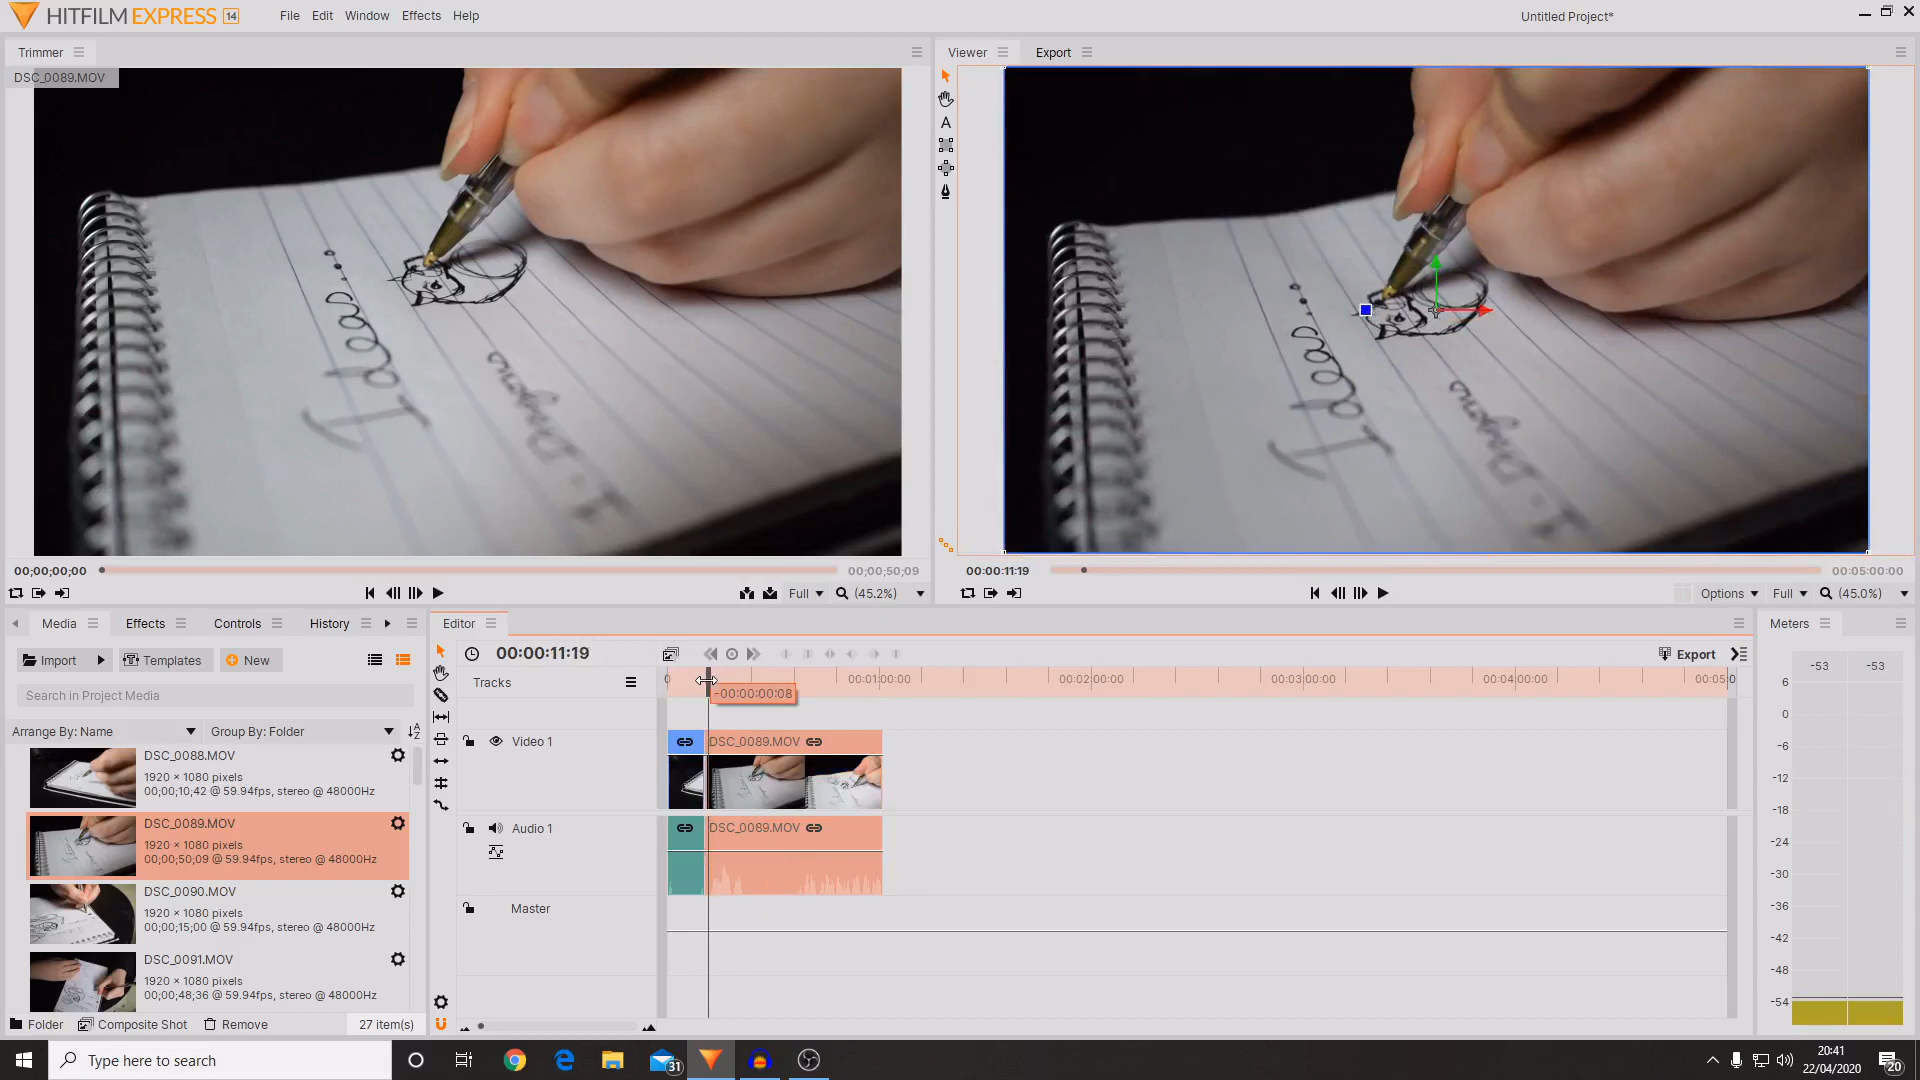 HITFILM EXPRESS 14 File Edit Window Effects Help Untitled Project*
Trimmer Viewer Export
DSC_0089.MOV
00;00;00;00 00;00;50;09 00:00:11:19 00:05:00:00
Full (45.2%) Options Full (45.0%)
Media Effects Controls History Editor Meters
Import Templates New 00:00:11:19 Export -53 -53
Search in Project Media Tracks 0 00:01:00:00 00:02:00:00 00:03:00:00 00:04:00:00 00:05:0
-00:00:00:08
Arrange By: Name Group By: Folder
Video 1 DSC_0089.MOV
Audio 1 DSC_0089.MOV
Master
DSC_0088.MOV
1920 × 1080 pixels
00;00;10;42 @ 59.94fps, stereo @ 48000Hz
DSC_0089.MOV
1920 × 1080 pixels
00;00;50;09 @ 59.94fps, stereo @ 48000Hz
DSC_0090.MOV
1920 × 1080 pixels
00;00;15;00 @ 59.94fps, stereo @ 48000Hz
DSC_0091.MOV
1920 × 1080 pixels
00;00;48;36 @ 59.94fps, stereo @ 48000Hz
Folder Composite Shot Remove 27 item(s)
6
0
-6
-12
-18
-24
-30
-36
-42
-48
-54
Type here to search 31 20:41
22/04/2020 20